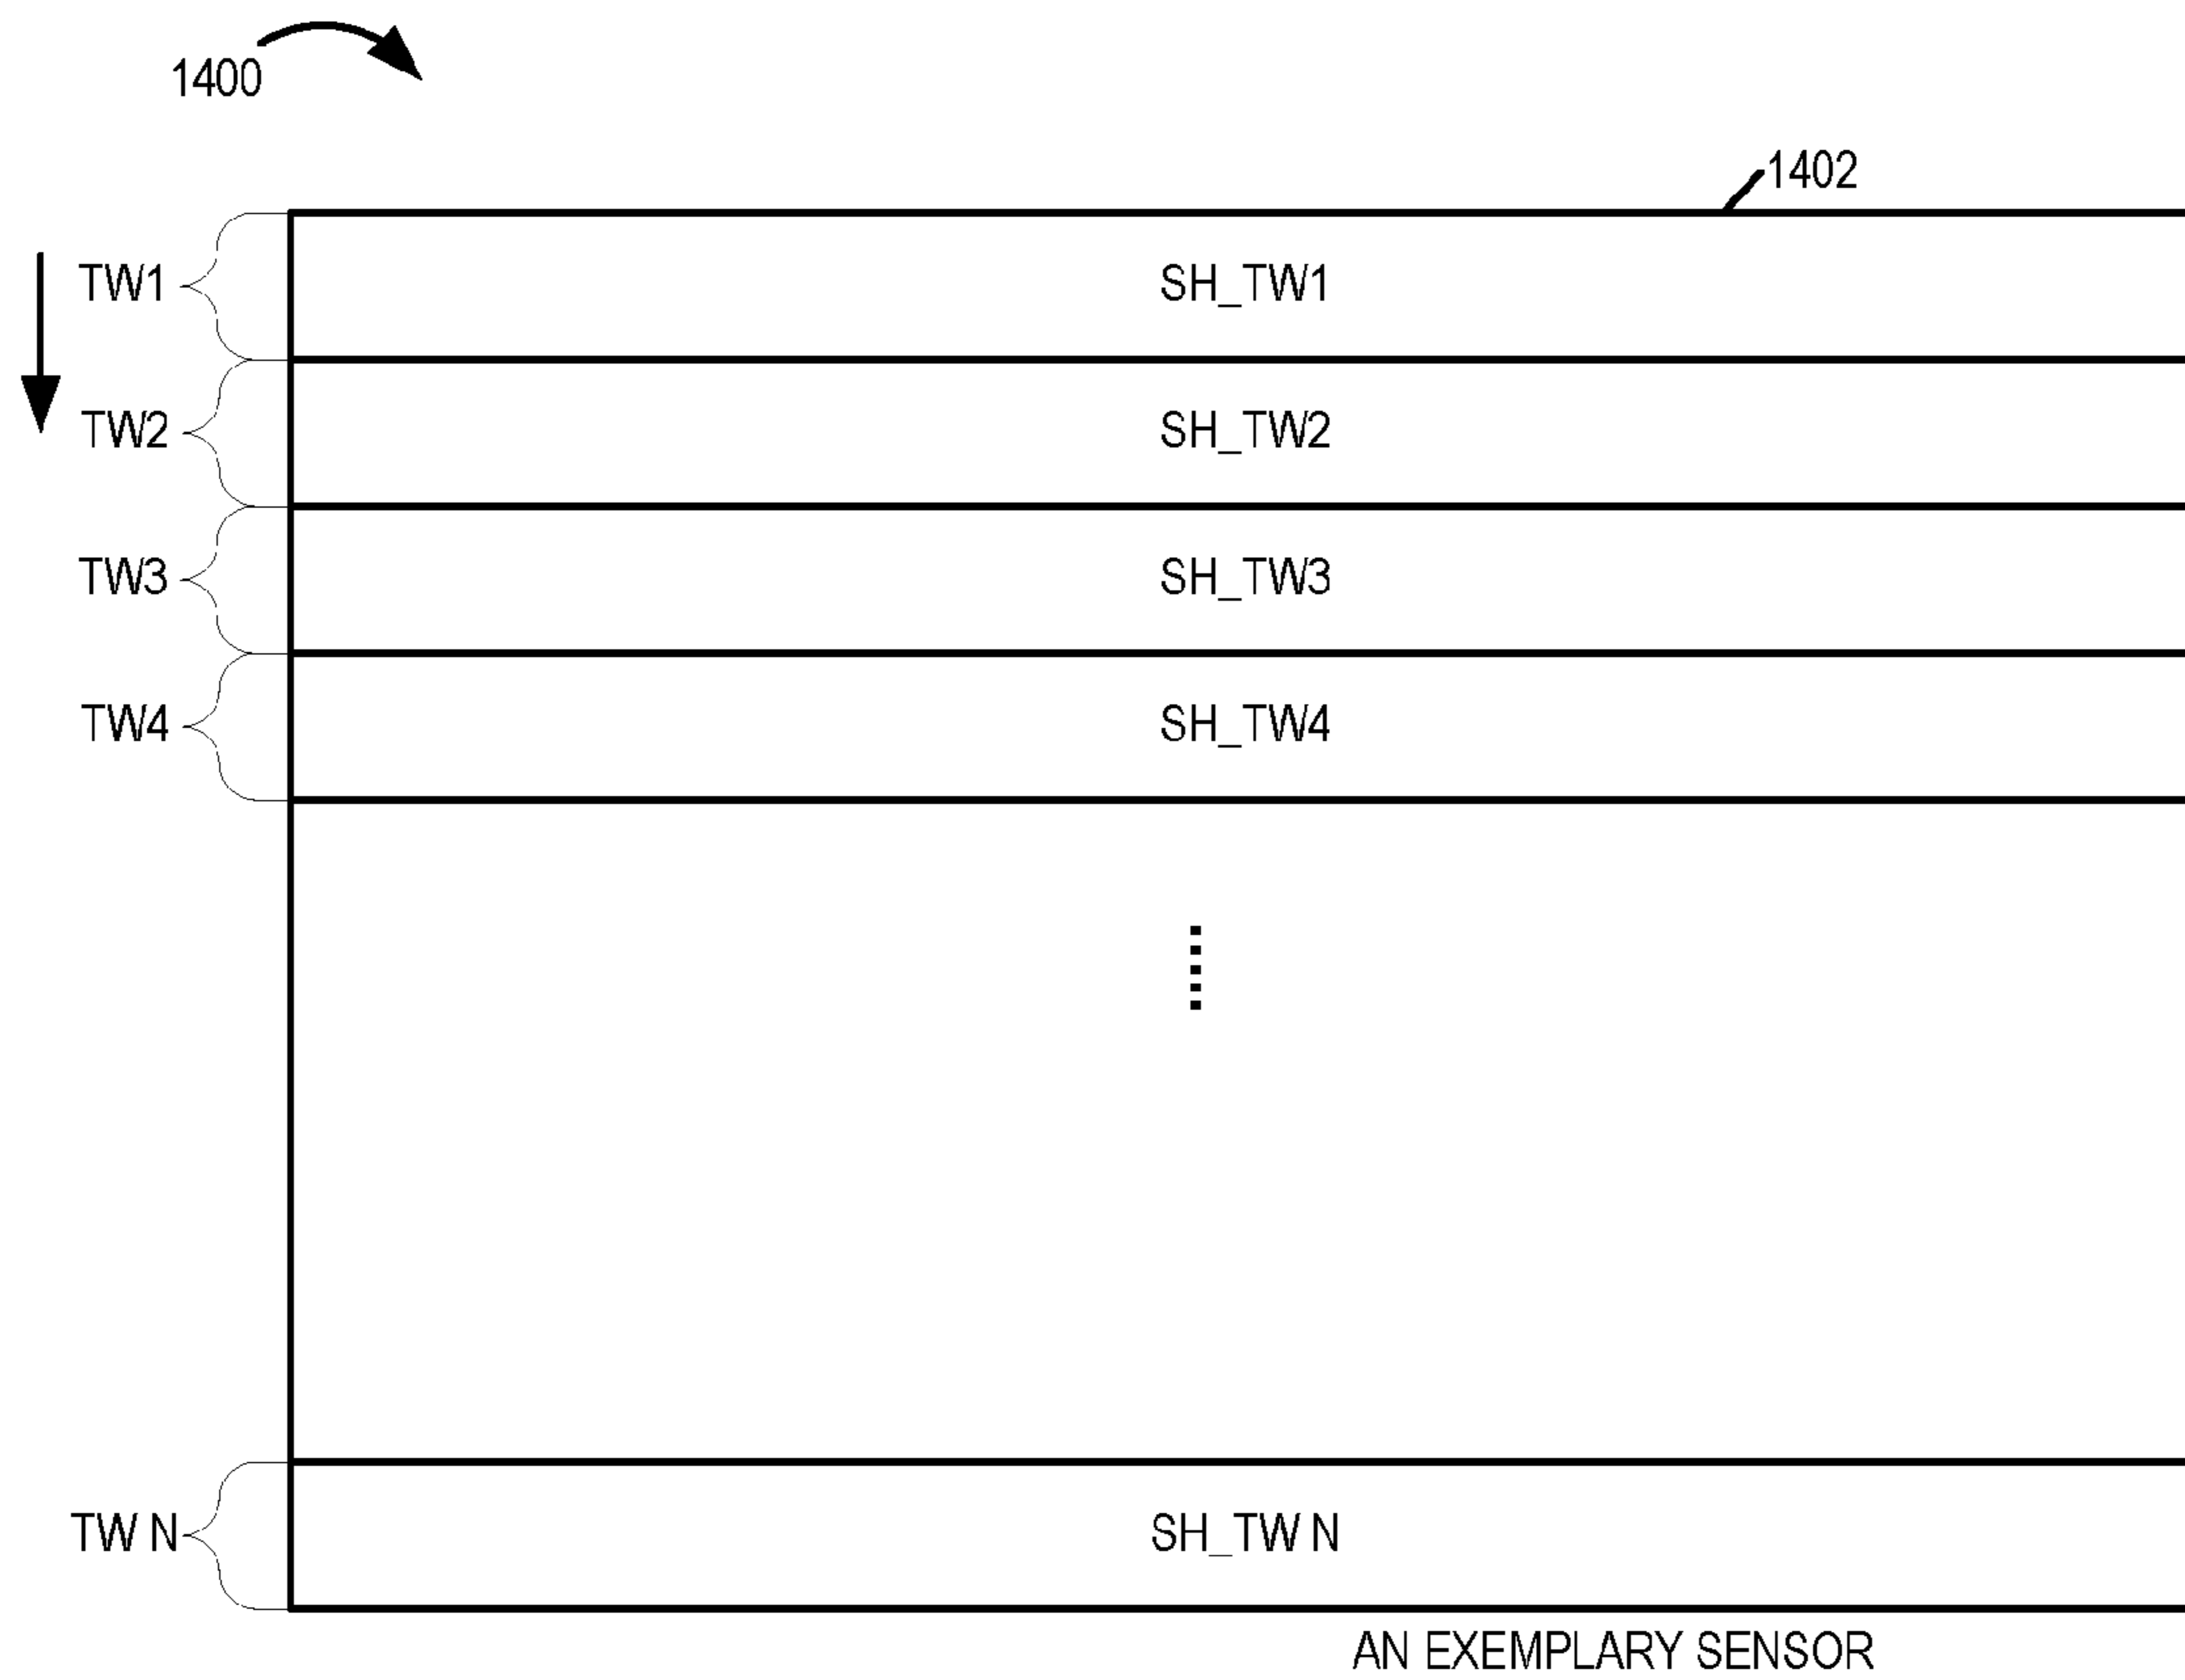 1400
1402
TW1
SH_TW1
TW2
SH_TW2
TW3
SH_TW3
TW4
SH_TW4
TW N
SH_TW N
AN EXEMPLARY SENSOR